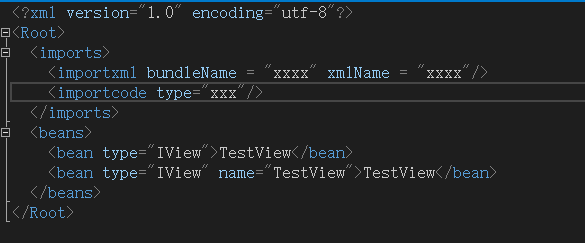 <?xml version="1.0" encoding="utf-8"?>
<Root>
<imports>
<importxml bundleName = "xxxx" xmlName = "xxxx"/>
<importcode type="xxx"/>
</imports>
<beans>
<bean type="IView">TestView</bean>
<bean type="IView" name="TestView">TestView</bean>
</beans>
</Root>